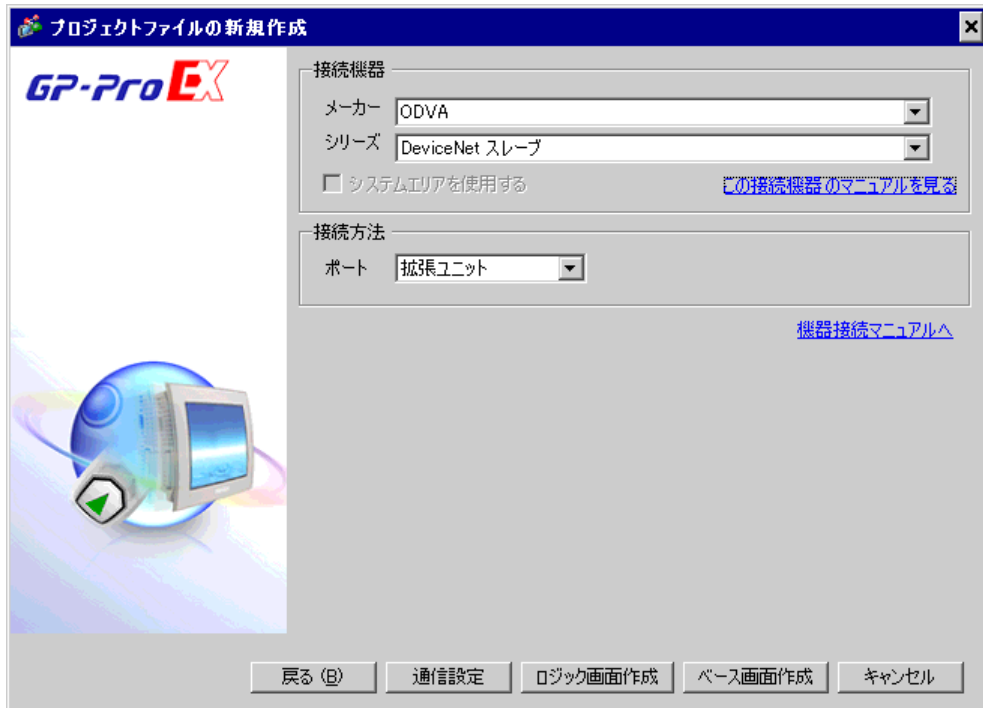 プロジェクトファイルの新規作成
GP-Pro EX
接続機器
メーカー ODVA
シリーズ DeviceNet スレーブ
システムエリアを使用する この接続機器のマニュアルを見る
接続方法
ポート 拡張ユニット
機器接続マニュアルへ
戻る (B) 通信設定 ロジック画面作成 ベース画面作成 キャンセル